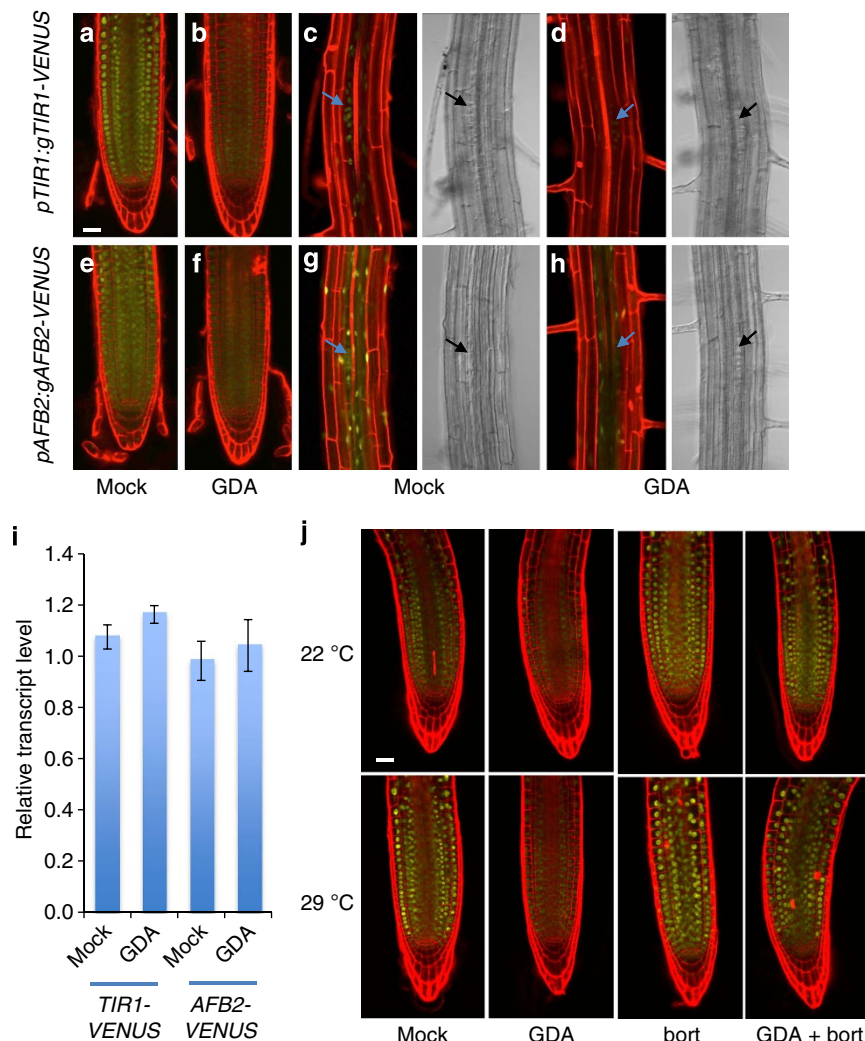 a b c d
pTIR1:gTIR1-VENUS
e f g h
pAFB2:gAFB2-VENUS
Mock GDA Mock GDA
i
1.4
1.2
1.0
0.8
0.6
0.4
0.2
0.0
Relative transcript level
Mock GDA Mock GDA
TIR1-VENUS
AFB2-VENUS
j
22 °C
29 °C
Mock GDA bort GDA + bort